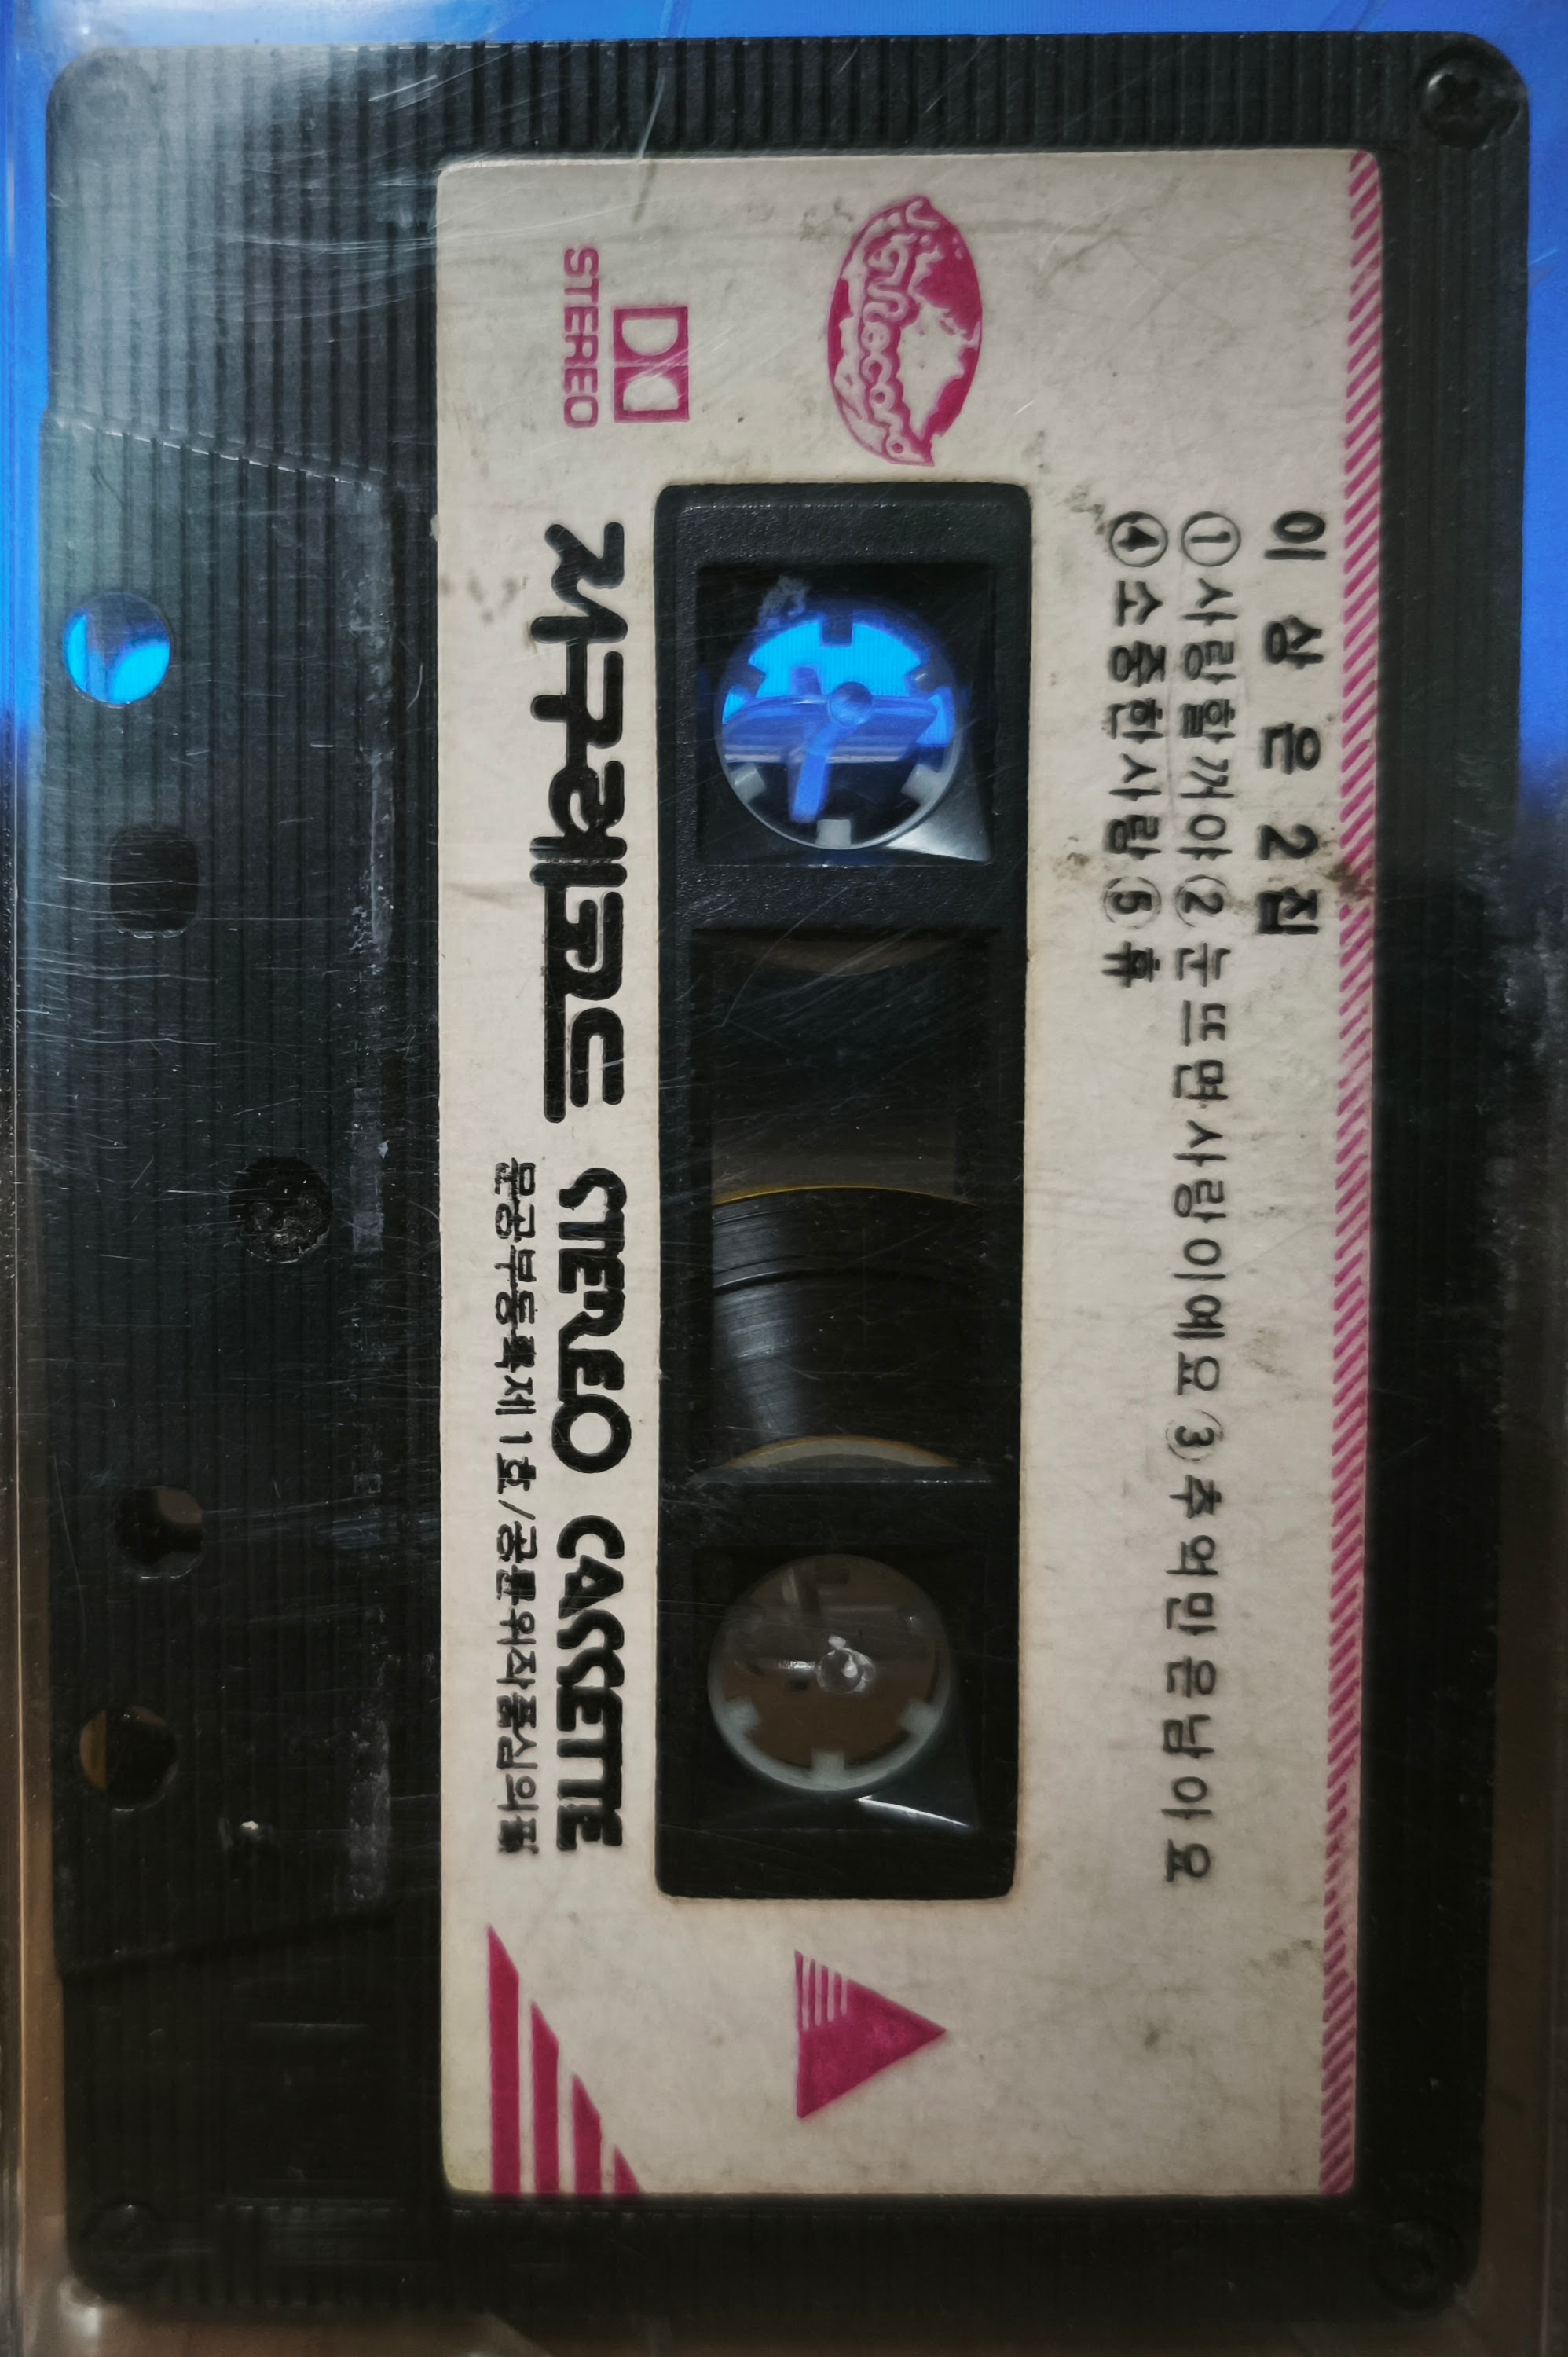 이 상 은 2 집
①사랑할꺼야②눈뜨면사랑이예요③추억만은남아요
④소중한사람⑤휴
Jigu Record
STEREO
지구레코드 STEREO CASSETTE
문공부등록제1호/공륜위작품심의필